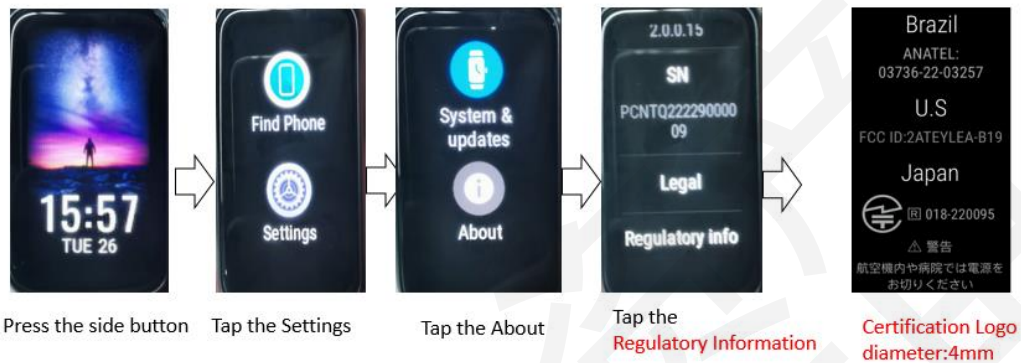 15:57
TUE 26
Press the side button
Find Phone
Settings
Tap the Settings
System &
updates
About
Tap the About
2.0.0.15
SN
PCNTQ222290000
09
Legal
Regulatory info
Tap the
Regulatory Information
Brazil
ANATEL:
03736-22-03257
U.S
FCC ID:2ATEYLEA-B19
Japan
R 018-220095
⚠ 警告
航空機内や病院では電源を
お切りください
Certification Logo
diameter:4mm